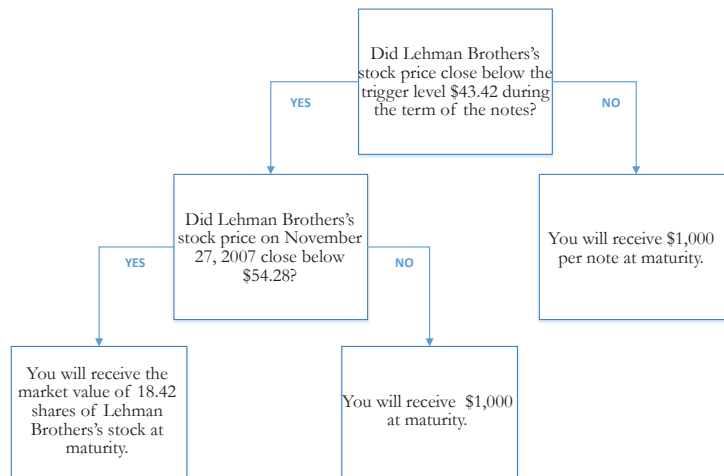 Did Lehman Brothers's
stock price close below the
trigger level $43.42 during
the term of the notes?
YES
NO
Did Lehman Brothers's
stock price on November
27, 2007 close below
$54.28?
You will receive $1,000
per note at maturity.
YES
NO
You will receive the
market value of 18.42
shares of Lehman
Brothers's stock at
maturity.
You will receive $1,000
at maturity.